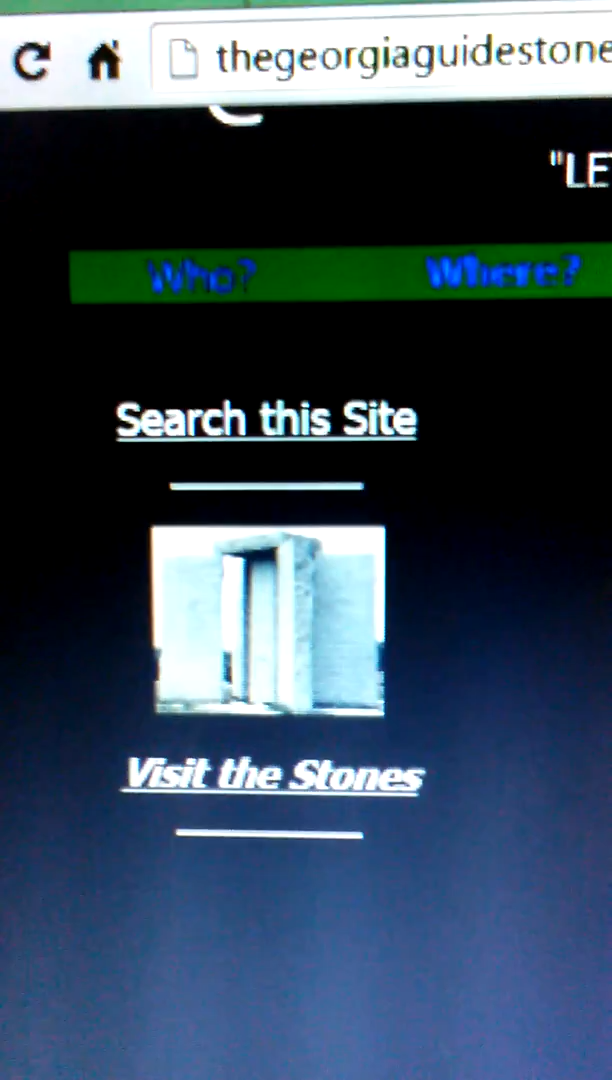 thegeorgiaguidestone
"LE
Who?
Where?
Search this Site
Visit the Stones